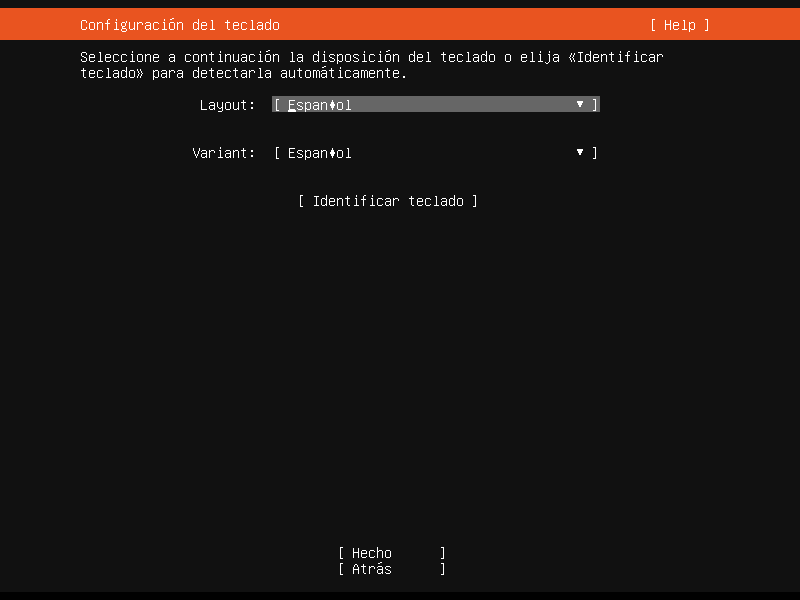 Configuración del teclado [ Help ]
Seleccione a continuación la disposición del teclado o elija «Identificar
teclado» para detectarla automáticamente.
Layout: [ Espan♦ol ▼ ]
Variant: [ Espan♦ol ▼ ]
[ Identificar teclado ]
[ Hecho ]
[ Atrás ]